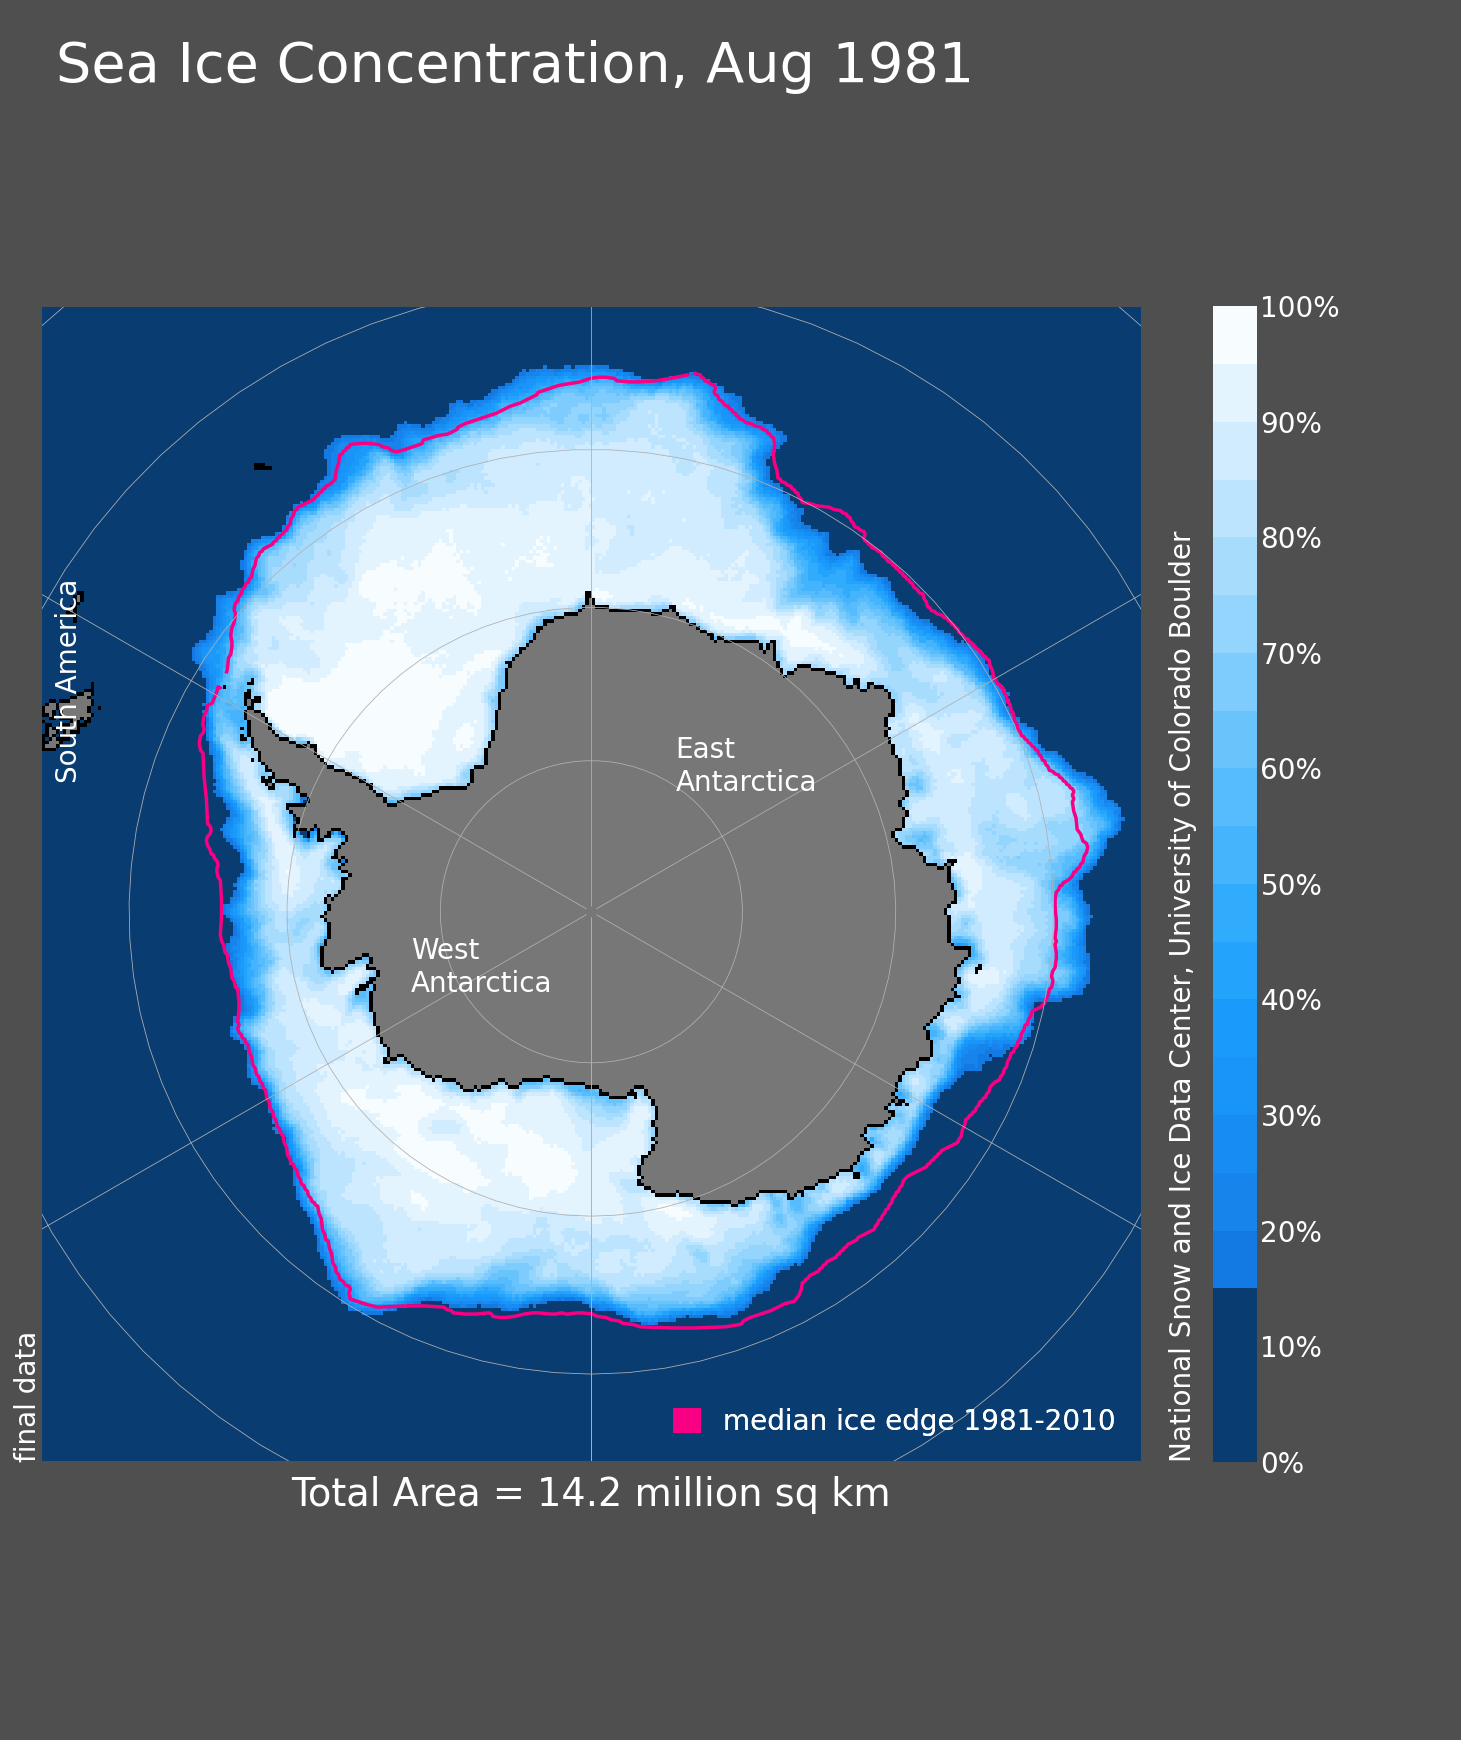 Sea Ice Concentration, Aug 1981
South America
East
Antarctica
West
Antarctica
median ice edge 1981-2010
final data
Total Area = 14.2 million sq km
National Snow and Ice Data Center, University of Colorado Boulder
100%
90%
80%
70%
60%
50%
40%
30%
20%
10%
0%